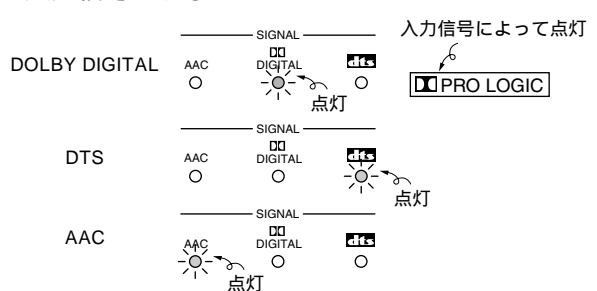 SIGNAL
入力信号によって点灯
DOLBY DIGITAL
AAC
DIGITAL
dts
点灯
PRO LOGIC
SIGNAL
DTS
AAC
DIGITAL
dts
点灯
SIGNAL
AAC
AAC
DIGITAL
dts
点灯